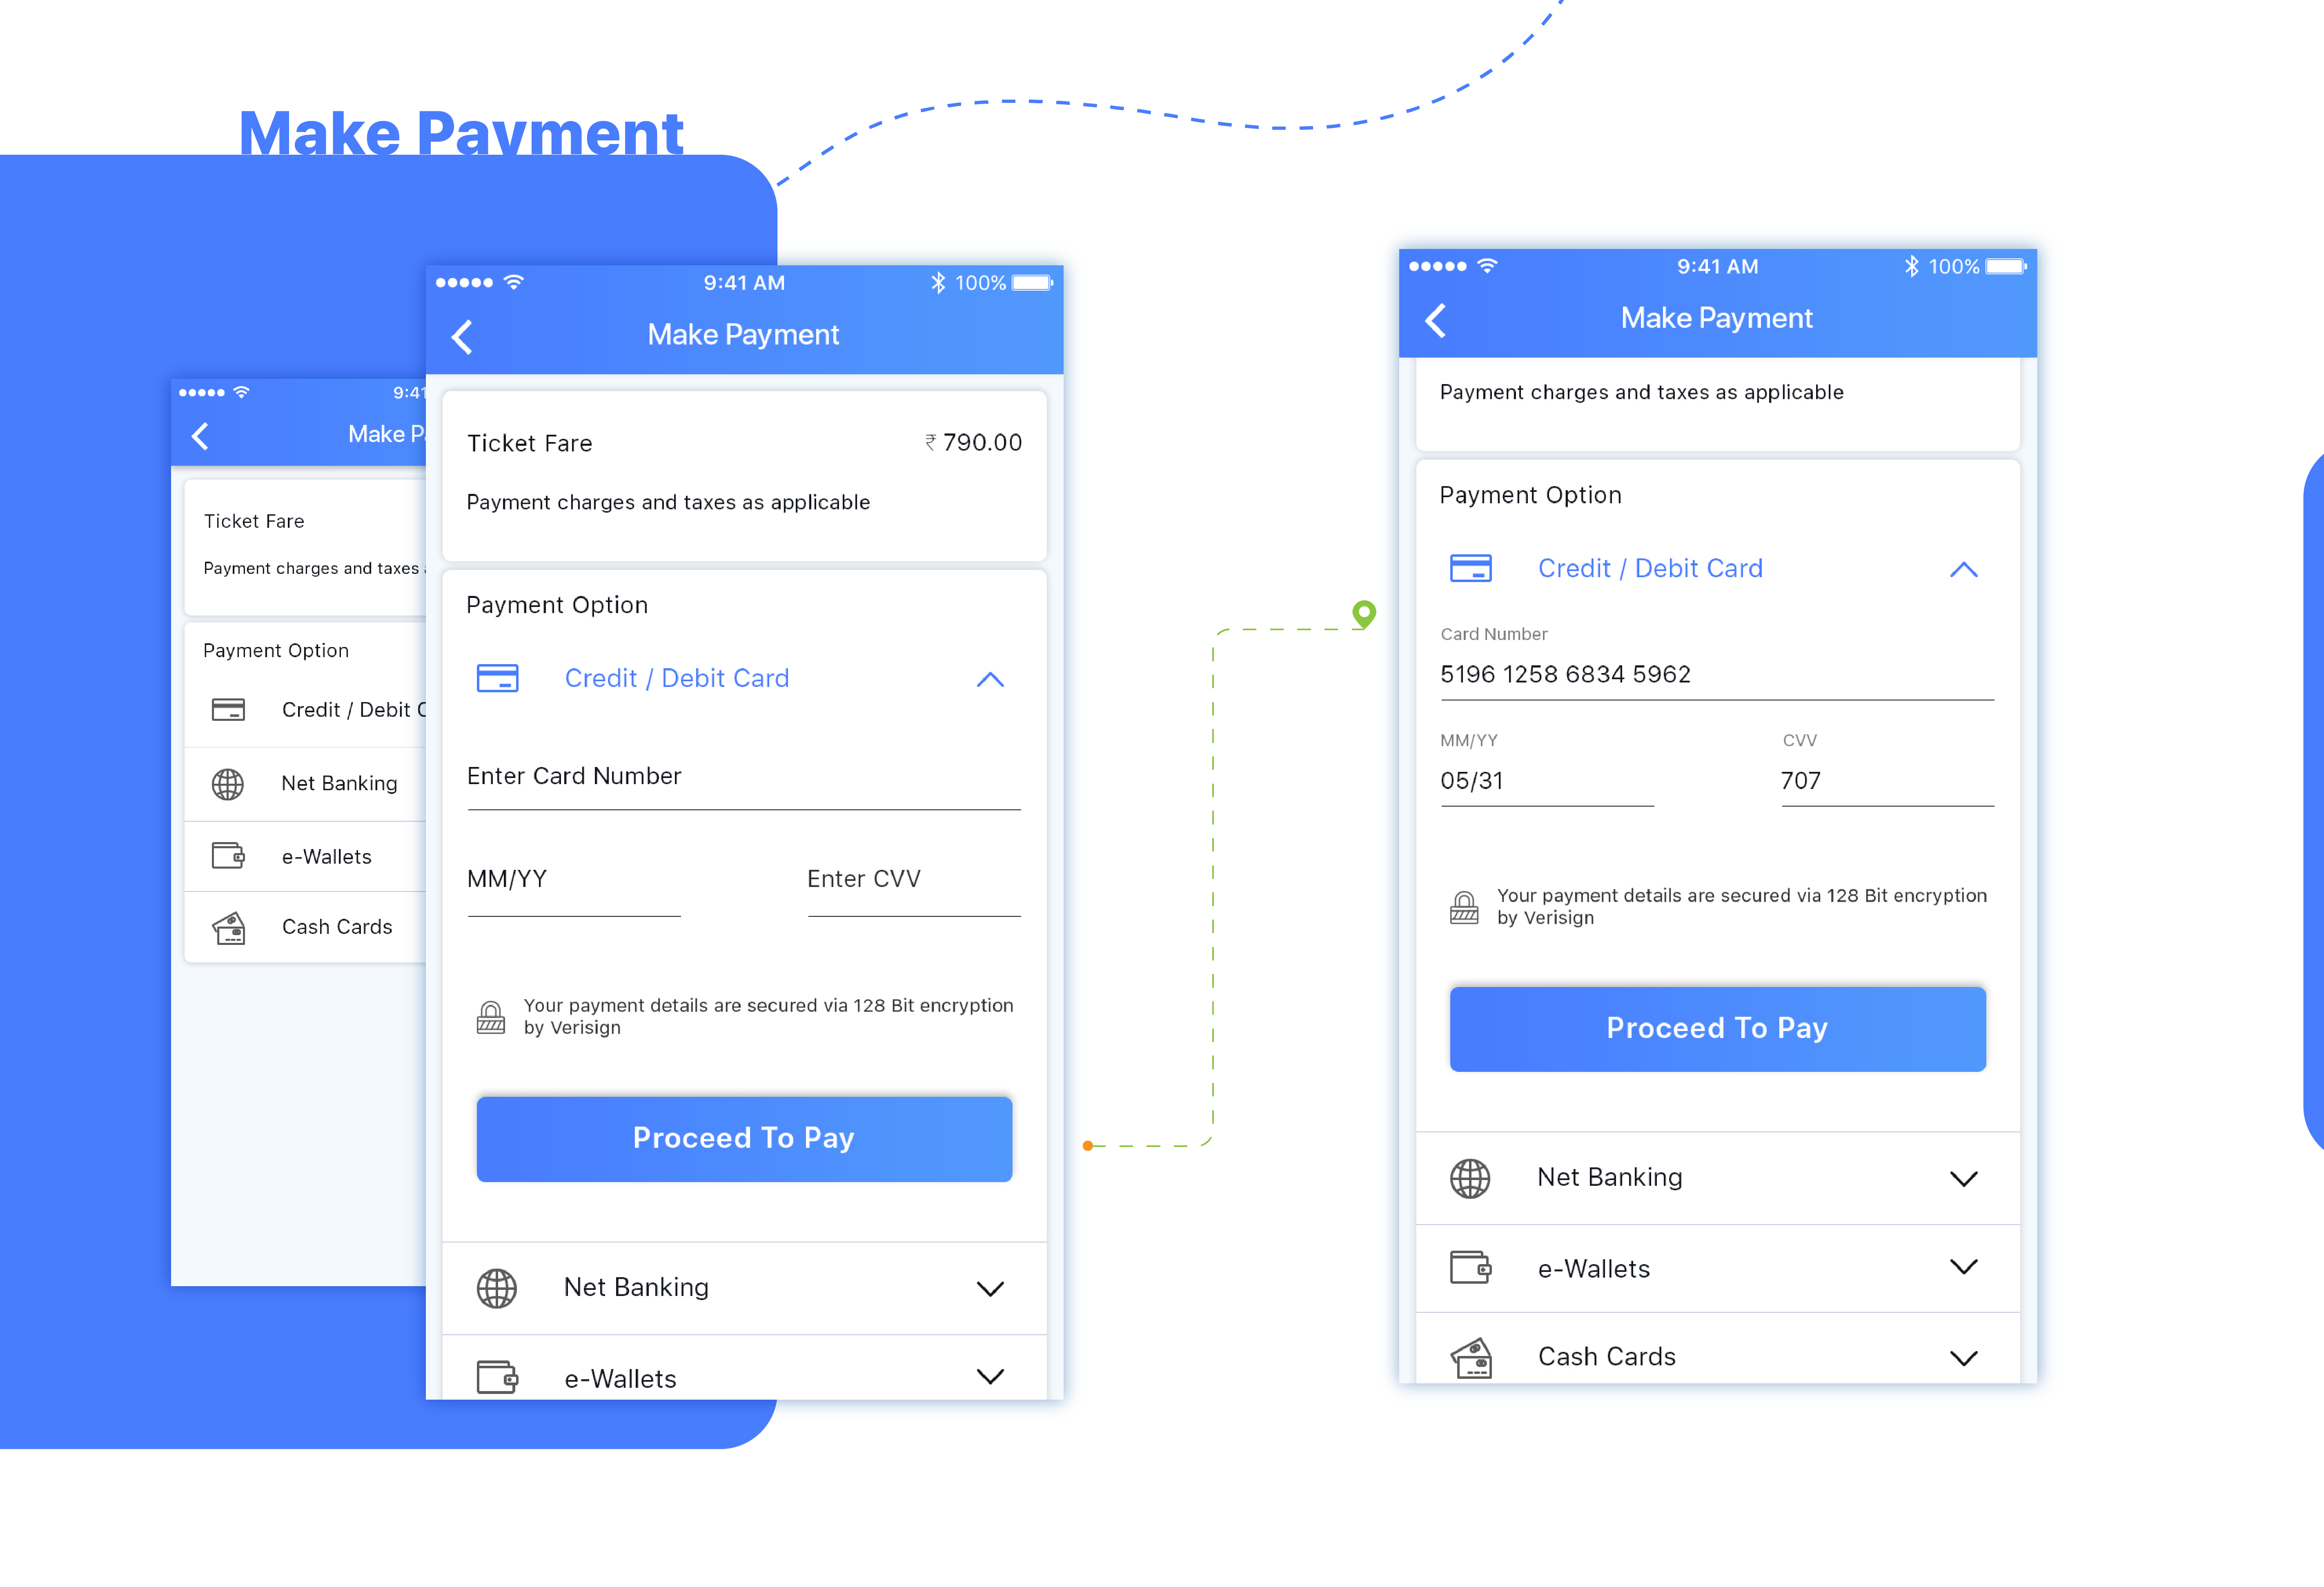 Make Payment
9:41
Make P
Ticket Fare
Payment charges and taxes
Payment Option
Credit / Debit C
Net Banking
e-Wallets
Cash Cards
9:41 AM
100%
Make Payment
Ticket Fare
₹ 790.00
Payment charges and taxes as applicable
Payment Option
Credit / Debit Card
Enter Card Number
MM/YY
Enter CVV
Your payment details are secured via 128 Bit encryption
by Verisign
Proceed To Pay
Net Banking
e-Wallets
9:41 AM
100%
Make Payment
Payment charges and taxes as applicable
Payment Option
Credit / Debit Card
Card Number
5196 1258 6834 5962
MM/YY
CVV
05/31
707
Your payment details are secured via 128 Bit encryption
by Verisign
Proceed To Pay
Net Banking
e-Wallets
Cash Cards